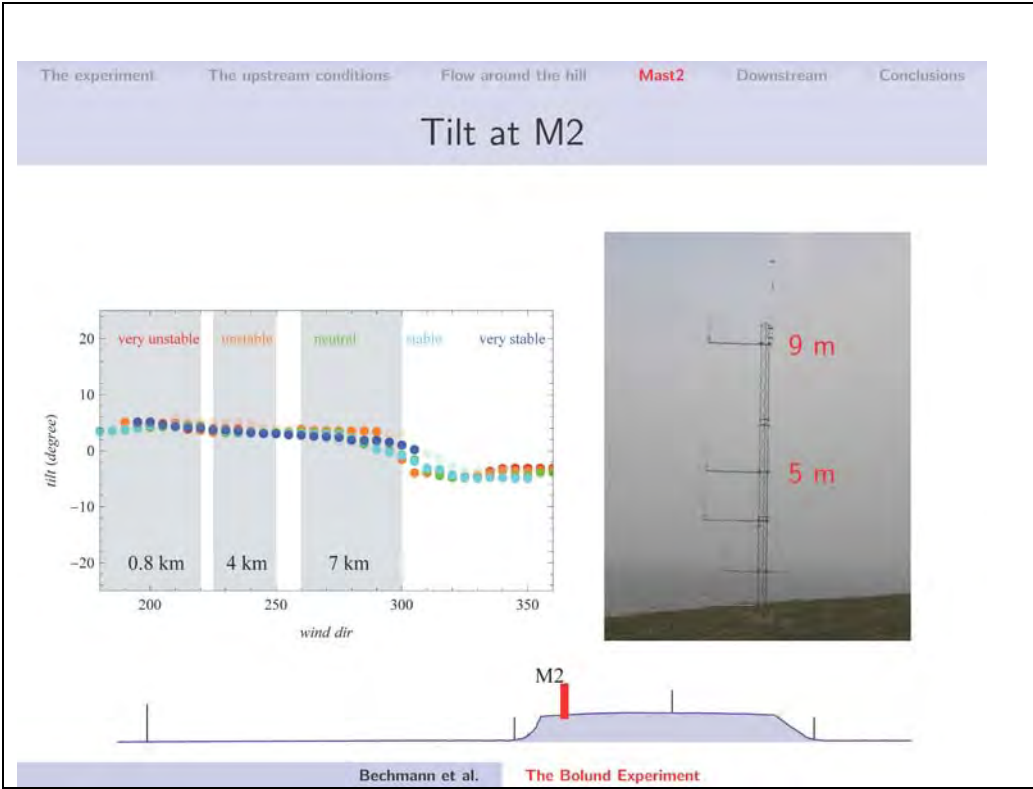 The experiment The upstream conditions Flow around the hill Mast2 Downstream Conclusions
Tilt at M2
very unstable unstable neutral stable very stable
20
10
0
−10
−20
tilt (degree)
0.8 km 4 km 7 km
200 250 300 350
wind dir
9 m
5 m
M2
Bechmann et al. The Bolund Experiment